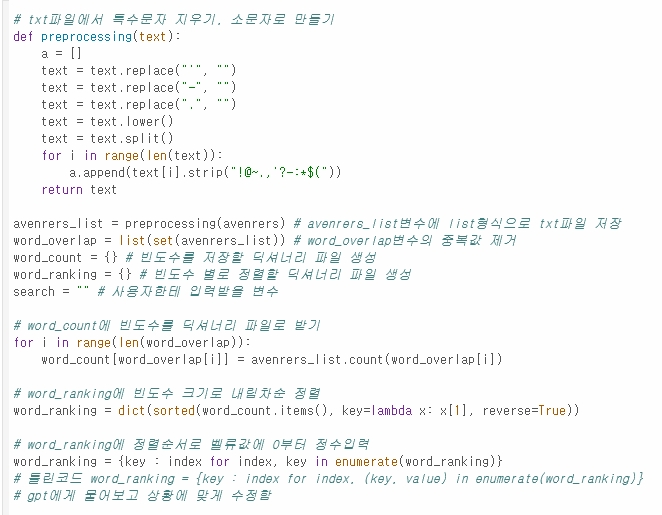 # txt파일에서 특수문자 지우기, 소문자로 만들기
def preprocessing(text):
    a = []
    text = text.replace("'", "")
    text = text.replace("-", "")
    text = text.replace(".", "")
    text = text.lower()
    text = text.split()
    for i in range(len(text)):
        a.append(text[i].strip("!@~.,'?-:*$("))
    return text

avenrers_list = preprocessing(avenrers) # avenrers_list변수에 list형식으로 txt파일 저장
word_overlap = list(set(avenrers_list)) # word_overlap변수의 중복값 제거
word_count = {} # 빈도수를 저장할 딕셔너리 파일 생성
word_ranking = {} # 빈도수 별로 정렬할 딕셔너리 파일 생성
search = "" # 사용자한테 입력받을 변수

# word_count에 빈도수를 딕셔너리 파일로 받기
for i in range(len(word_overlap)):
    word_count[word_overlap[i]] = avenrers_list.count(word_overlap[i])

# word_ranking에 빈도수 크기로 내림차순 정렬
word_ranking = dict(sorted(word_count.items(), key=lambda x: x[1], reverse=True))

# word_ranking에 정렬순서로 밸류값에 0부터 정수입력
word_ranking = {key : index for index, key in enumerate(word_ranking)}
# 틀린코드 word_ranking = {key : index for index, (key, value) in enumerate(word_ranking)}
# gpt에게 물어보고 상황에 맞게 수정함